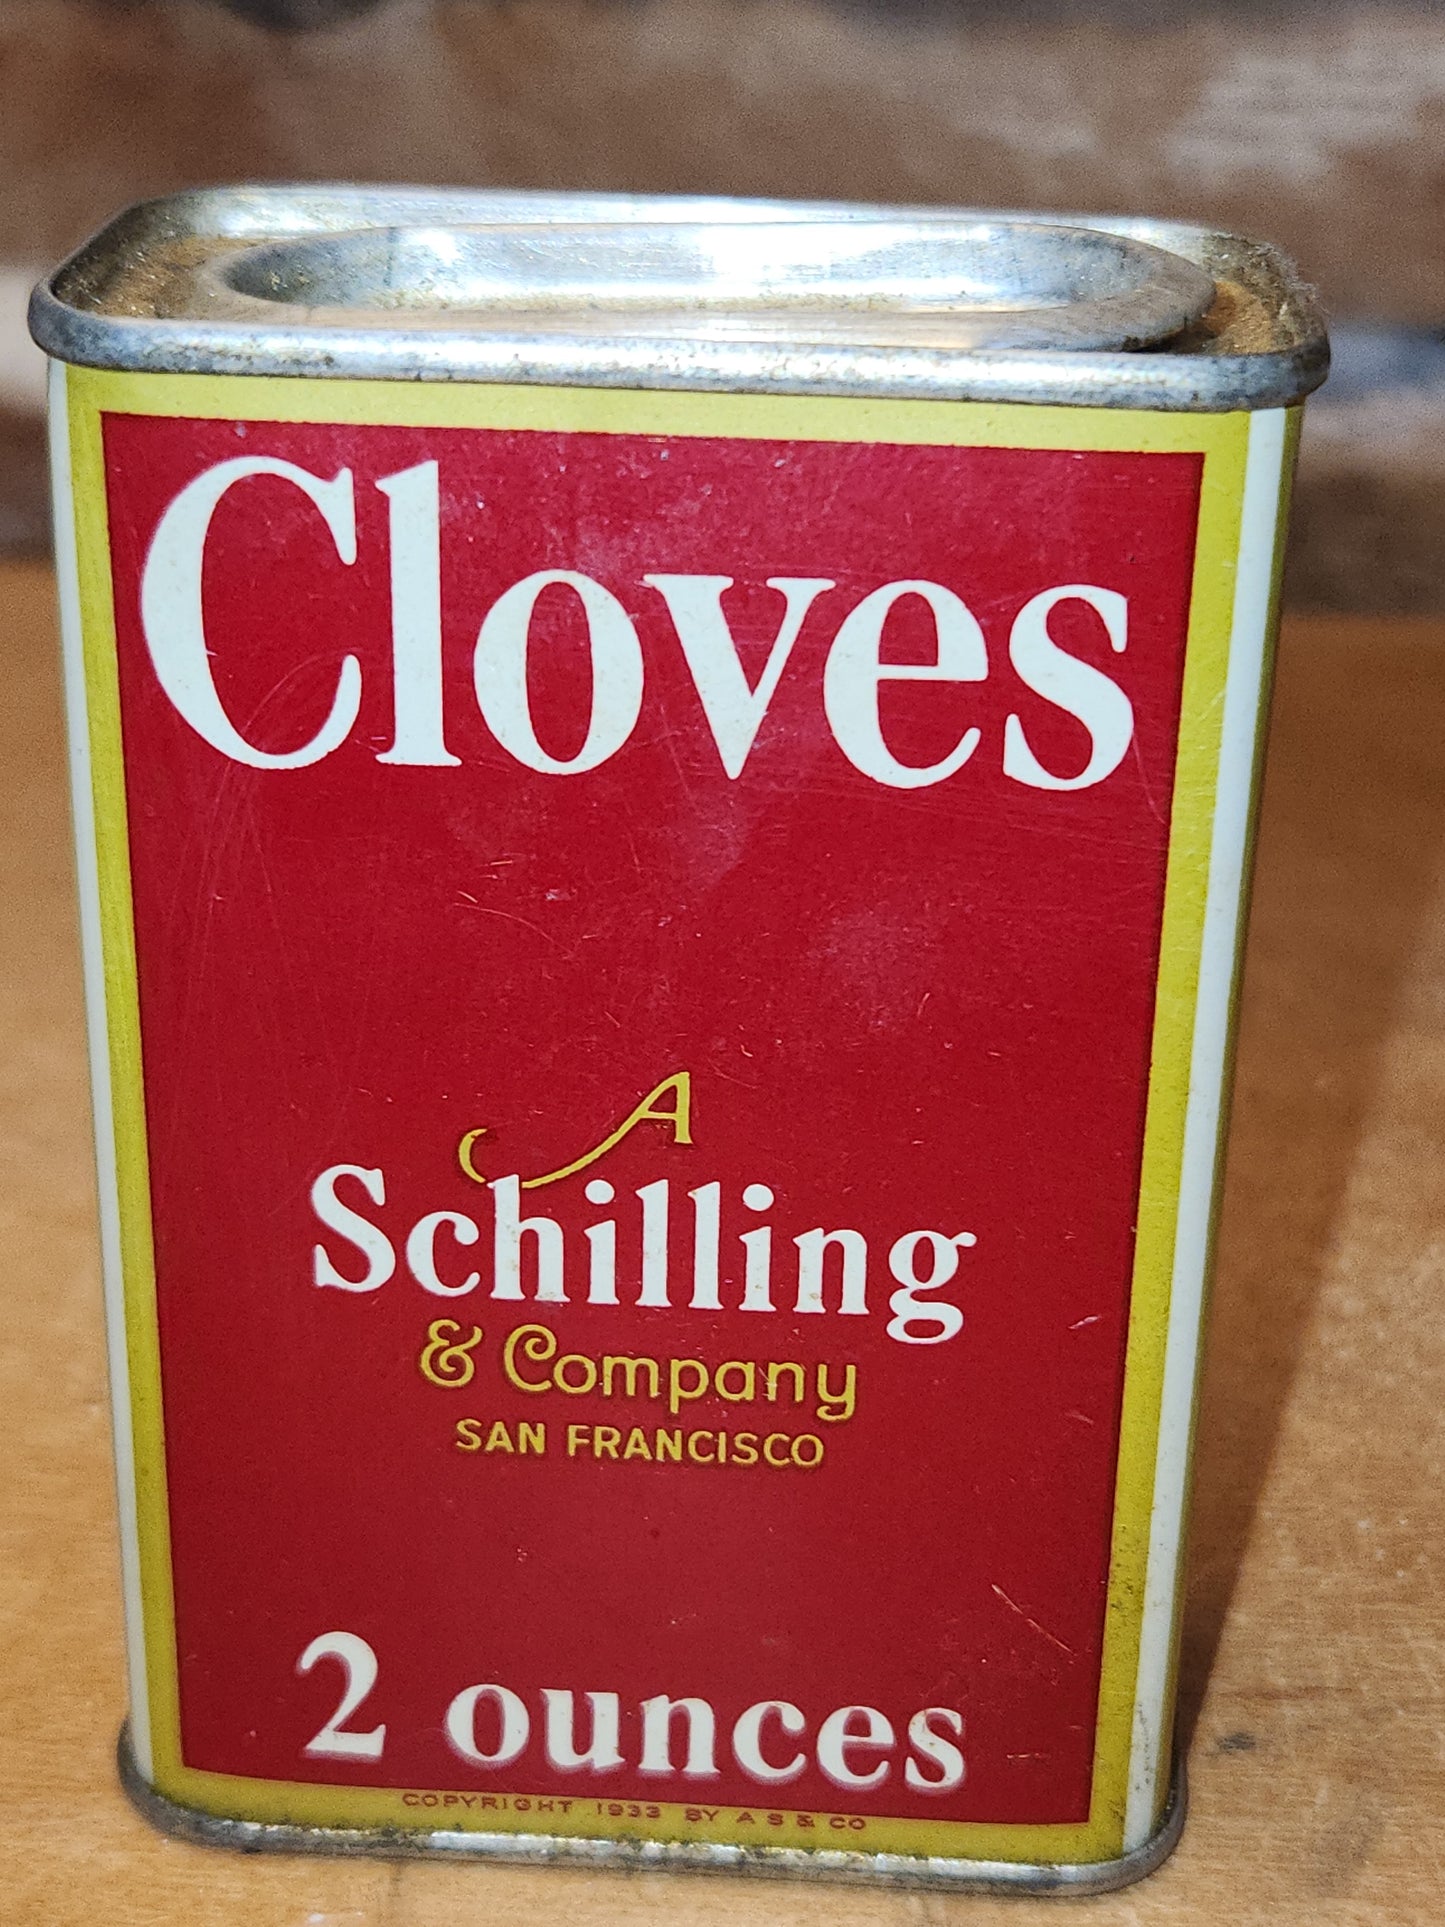 Cloves
A
Schilling
& Company
SAN FRANCISCO
2 ounces
COPYRIGHT 1933 BY A S & CO